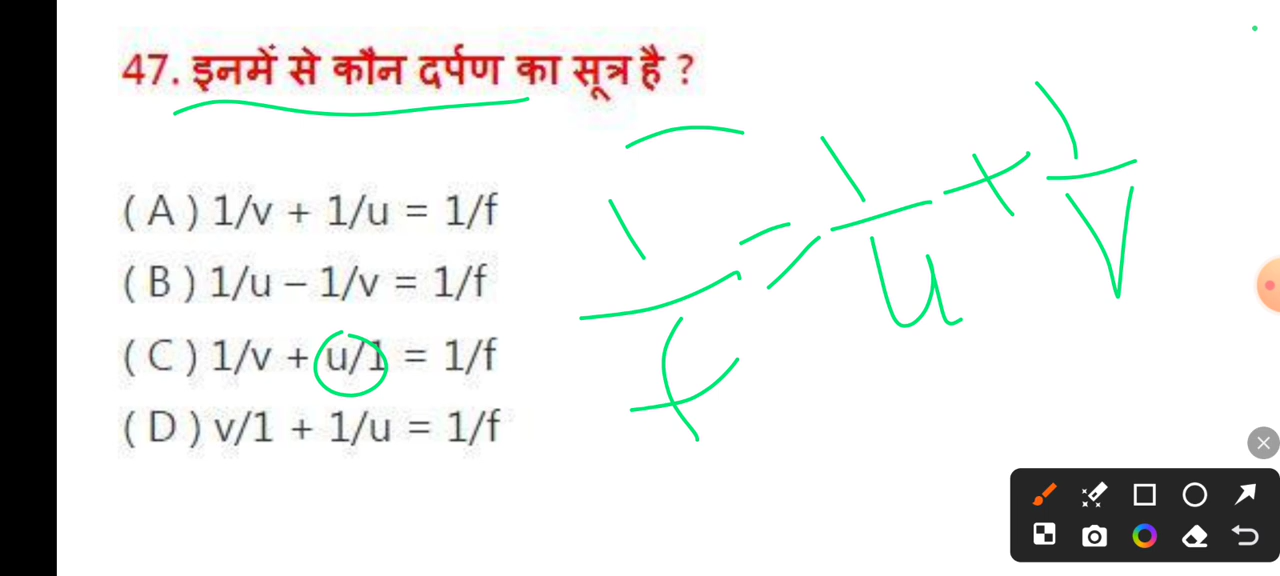 47. इनमें से कौन दर्पण का सूत्र है ?
( A ) 1/v + 1/u = 1/f
( B ) 1/u – 1/v = 1/f
( C ) 1/v + u/1 = 1/f
( D ) v/1 + 1/u = 1/f
1/f = 1/u + 1/v